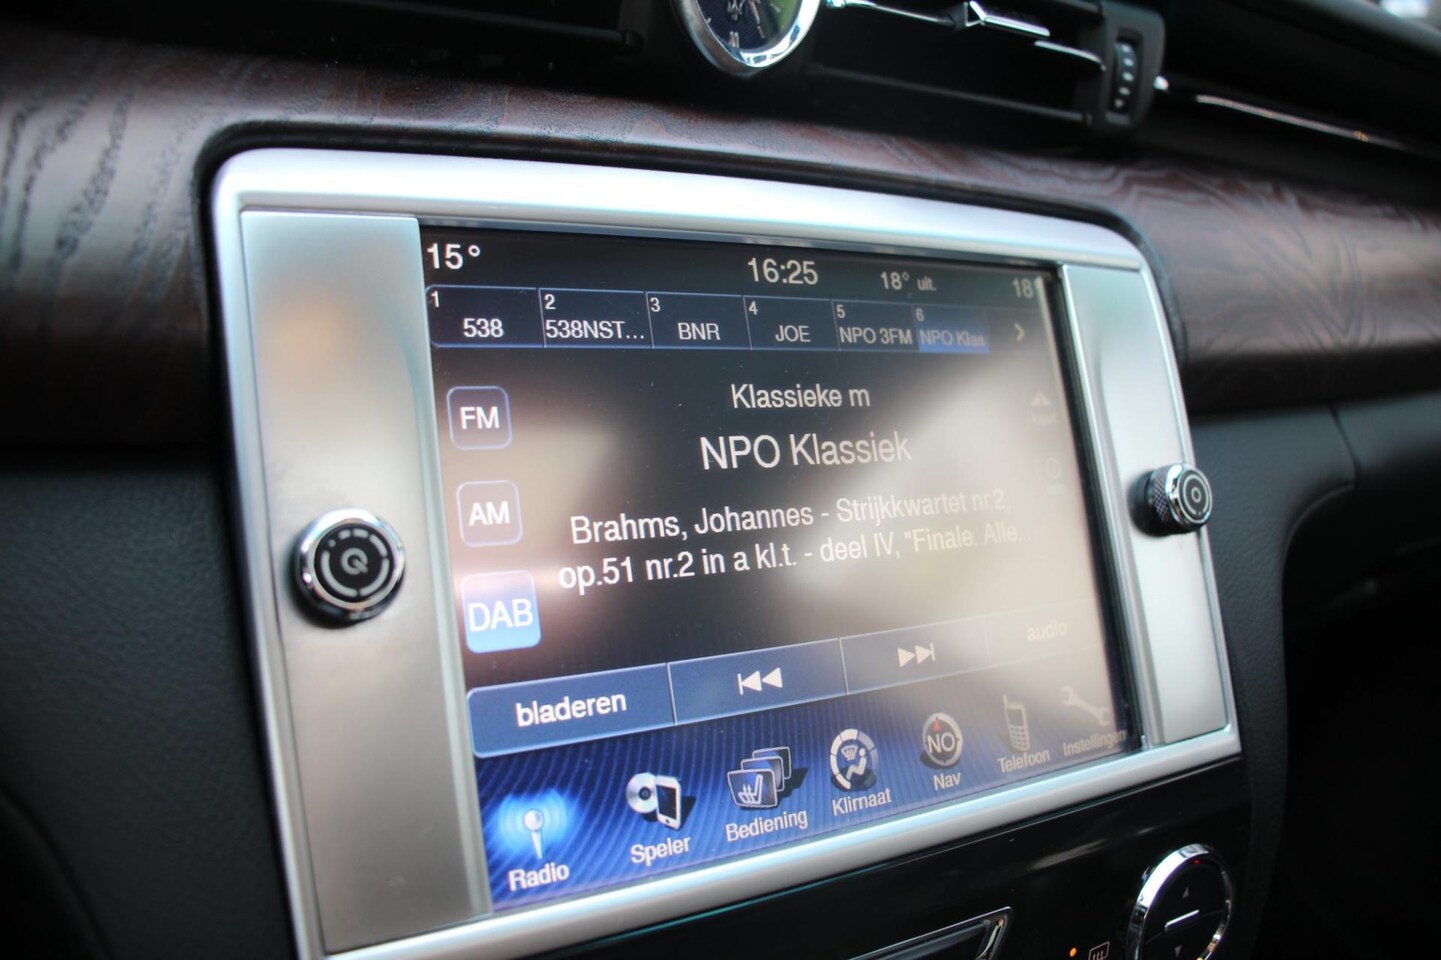 15° 16:25 18° uit. 18°
1 2 3 4 5 6
538 538NST... BNR JOE NPO 3FM NPO Klas
Klassieke m
NPO Klassiek
FM
AM
DAB
Brahms, Johannes - Strijkkwartet nr.2,
op.51 nr.2 in a kl.t. - deel IV, "Finale. Alle...
bladeren audio
Radio Speler Bediening Klimaat NO Nav Telefoon Instellingen